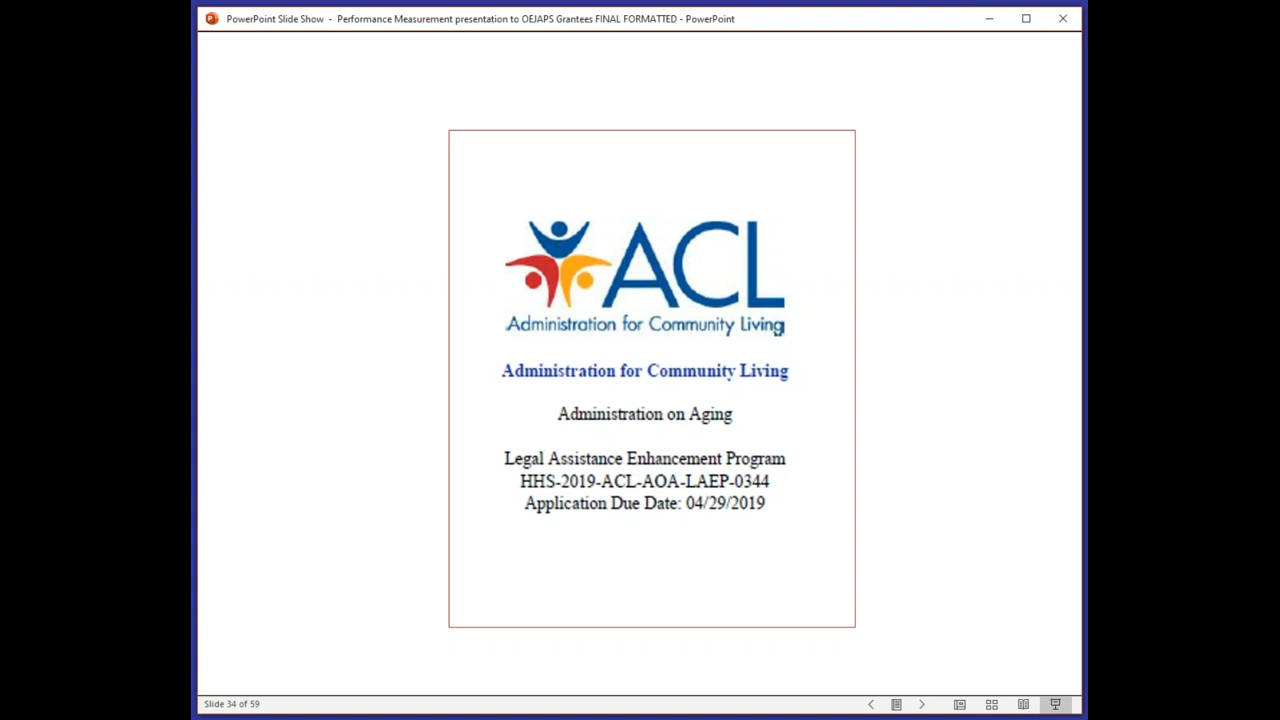 PowerPoint Slide Show - Performance Measurement presentation to OEJAPS Grantees FINAL FORMATTED - PowerPoint
ACL
Administration for Community Living
Administration for Community Living
Administration on Aging
Legal Assistance Enhancement Program
HHS-2019-ACL-AOA-LAEP-0344
Application Due Date: 04/29/2019
Slide 34 of 59